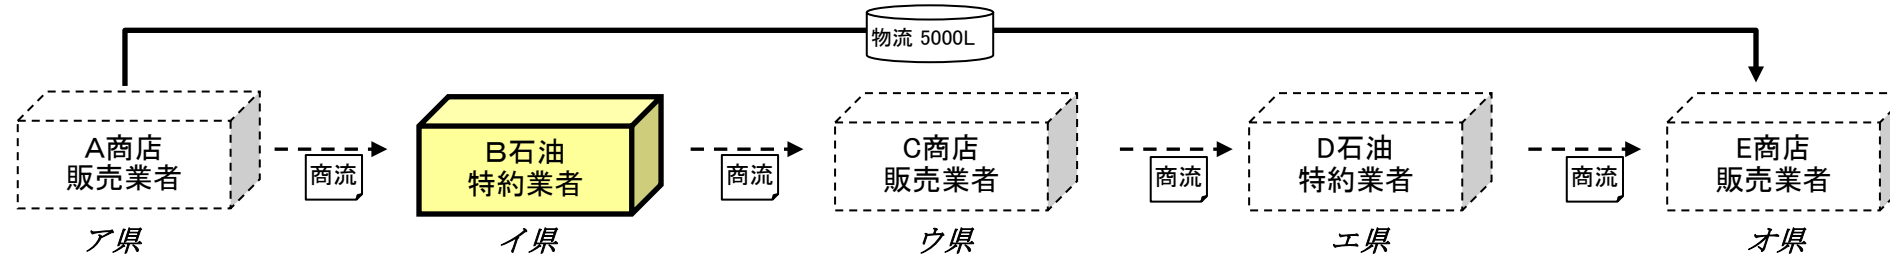 物流 5000L
A商店
販売業者
商流
B石油
特約業者
商流
C商店
販売業者
商流
D石油
特約業者
商流
E商店
販売業者
ア県
イ県
ウ県
エ県
オ県